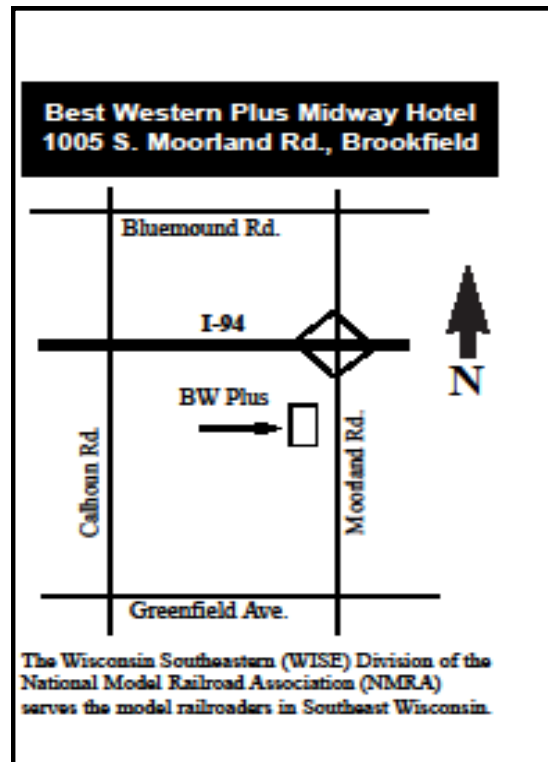 Best Western Plus Midway Hotel
1005 S. Moorland Rd., Brookfield
Bluemound Rd.
I-94
N
BW Plus
Calhoun Rd.
Moorland Rd.
Greenfield Ave.
The Wisconsin Southeastern (WISE) Division of the
National Model Railroad Association (NMRA)
serves the model railroaders in Southeast Wisconsin.